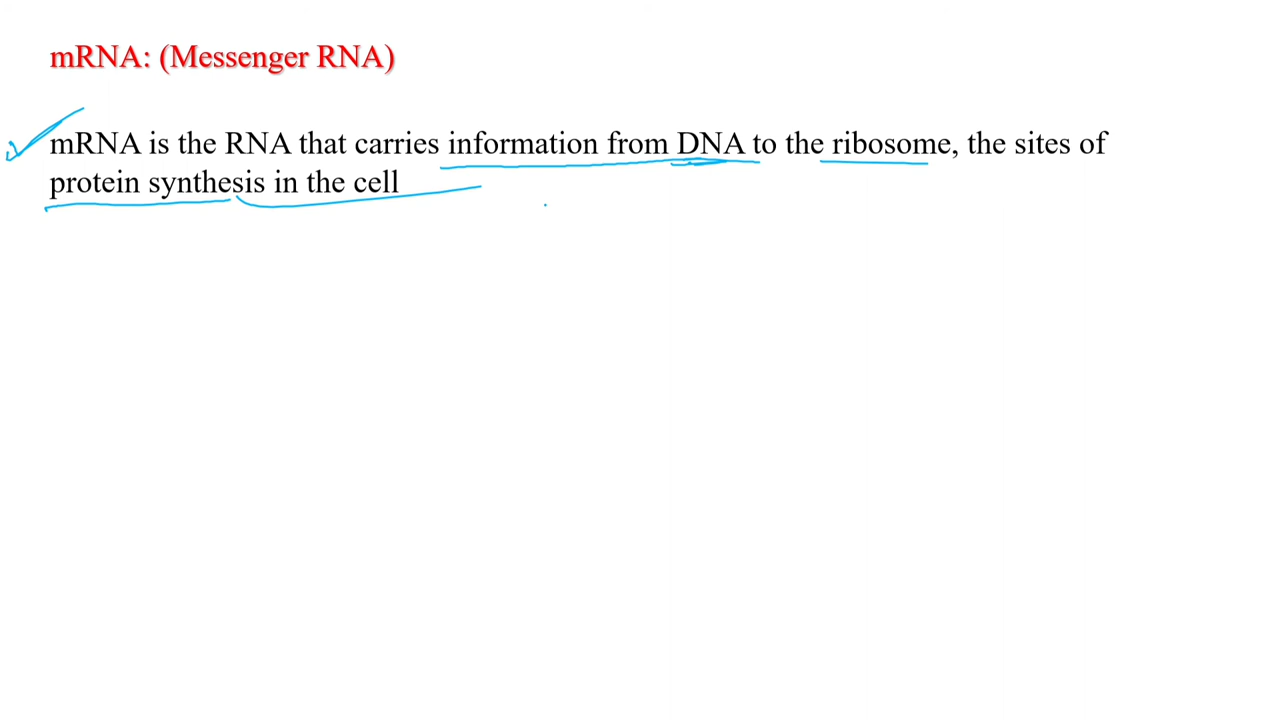 mRNA: (Messenger RNA)
mRNA is the RNA that carries information from DNA to the ribosome, the sites of
protein synthesis in the cell